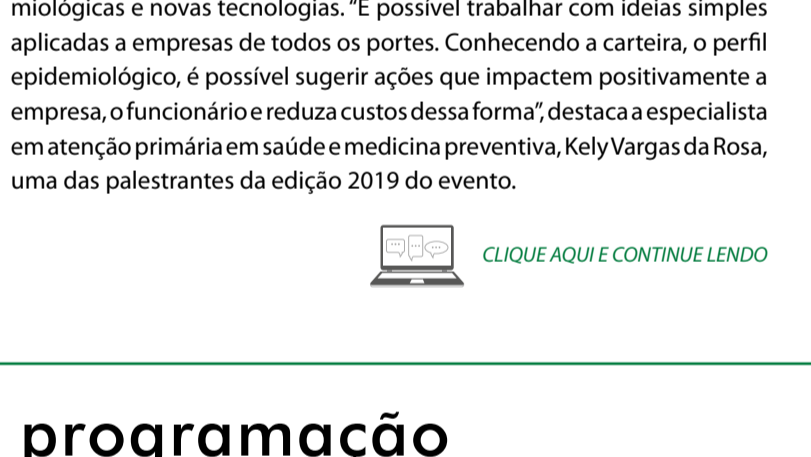 miológicas e novas tecnologias. “É possível trabalhar com ideias simples
aplicadas a empresas de todos os portes. Conhecendo a carteira, o perfil
epidemiológico, é possível sugerir ações que impactem positivamente a
empresa, o funcionário e reduza custos dessa forma”, destaca a especialista
em atenção primária em saúde e medicina preventiva, Kely Vargas da Rosa,
uma das palestrantes da edição 2019 do evento.
CLIQUE AQUI E CONTINUE LENDO
programação